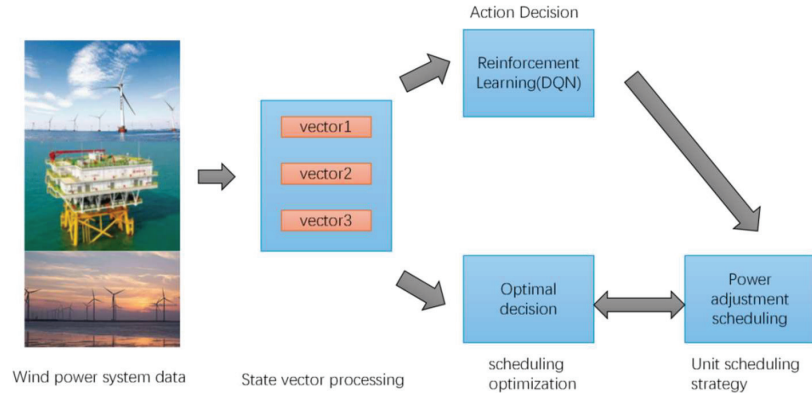 Action Decision
Reinforcement
Learning(DQN)
vector1
vector2
vector3
Optimal
decision
Power
adjustment
scheduling
Wind power system data
State vector processing
scheduling
optimization
Unit scheduling
strategy